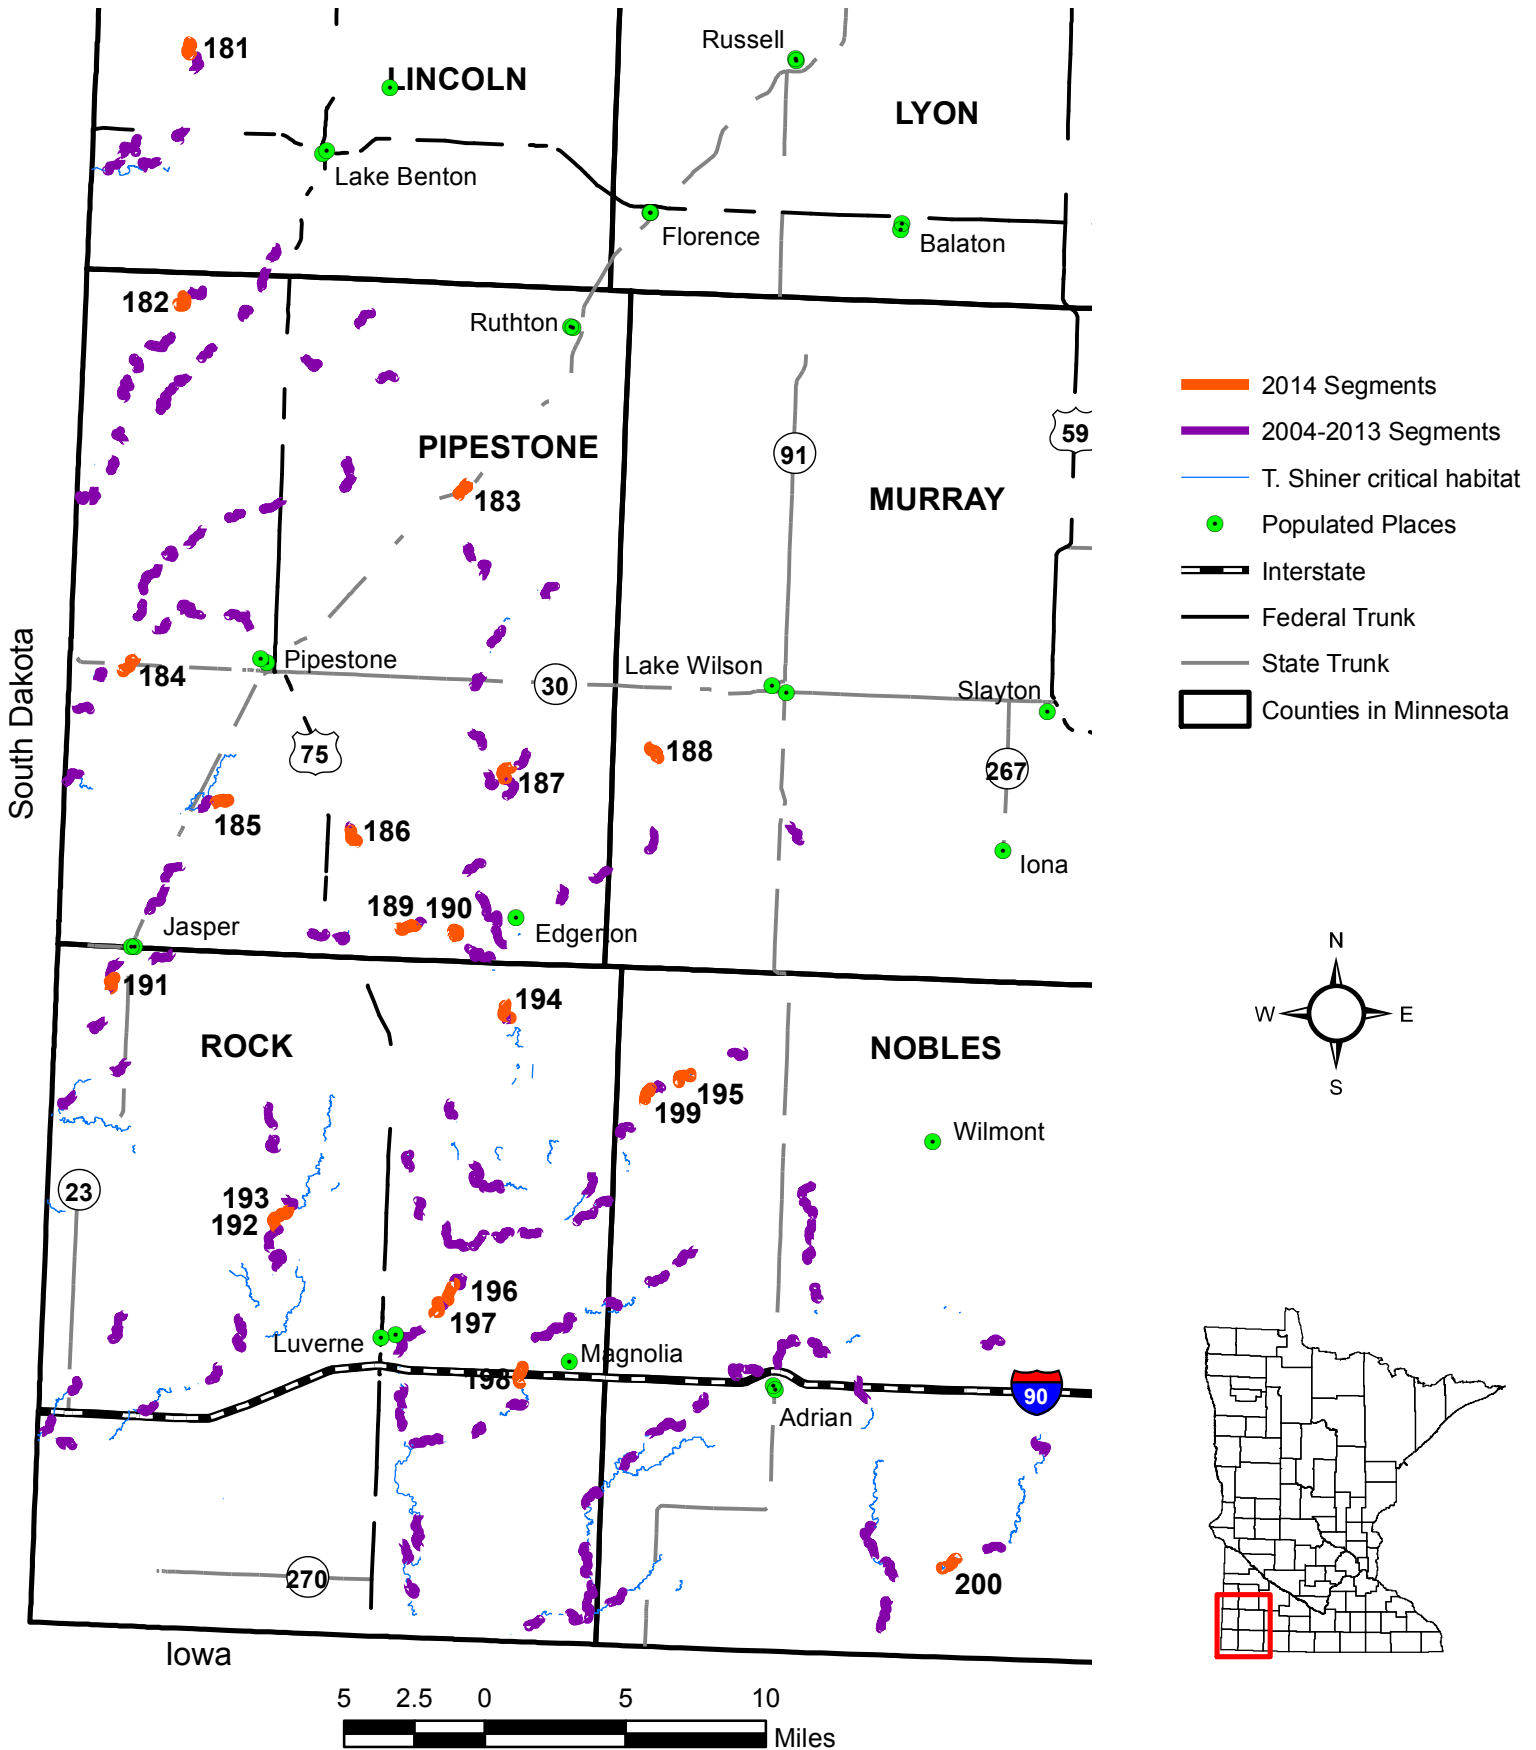 181
LINCOLN
Russell
LYON
Lake Benton
Florence
Balaton
182
Ruthton
PIPESTONE
183
91
59
MURRAY
2014 Segments
2004-2013 Segments
T. Shiner critical habitat
Populated Places
Interstate
Federal Trunk
State Trunk
Counties in Minnesota
South Dakota
184
Pipestone
30
Lake Wilson
Slayton
75
187
188
267
185
186
Iona
189
190
Jasper
Edgerton
191
194
ROCK
NOBLES
N
W
E
S
195
199
Wilmont
23
193
192
196
197
Luverne
Magnolia
198
90
Adrian
270
200
Iowa
5
2.5
0
5
10
Miles